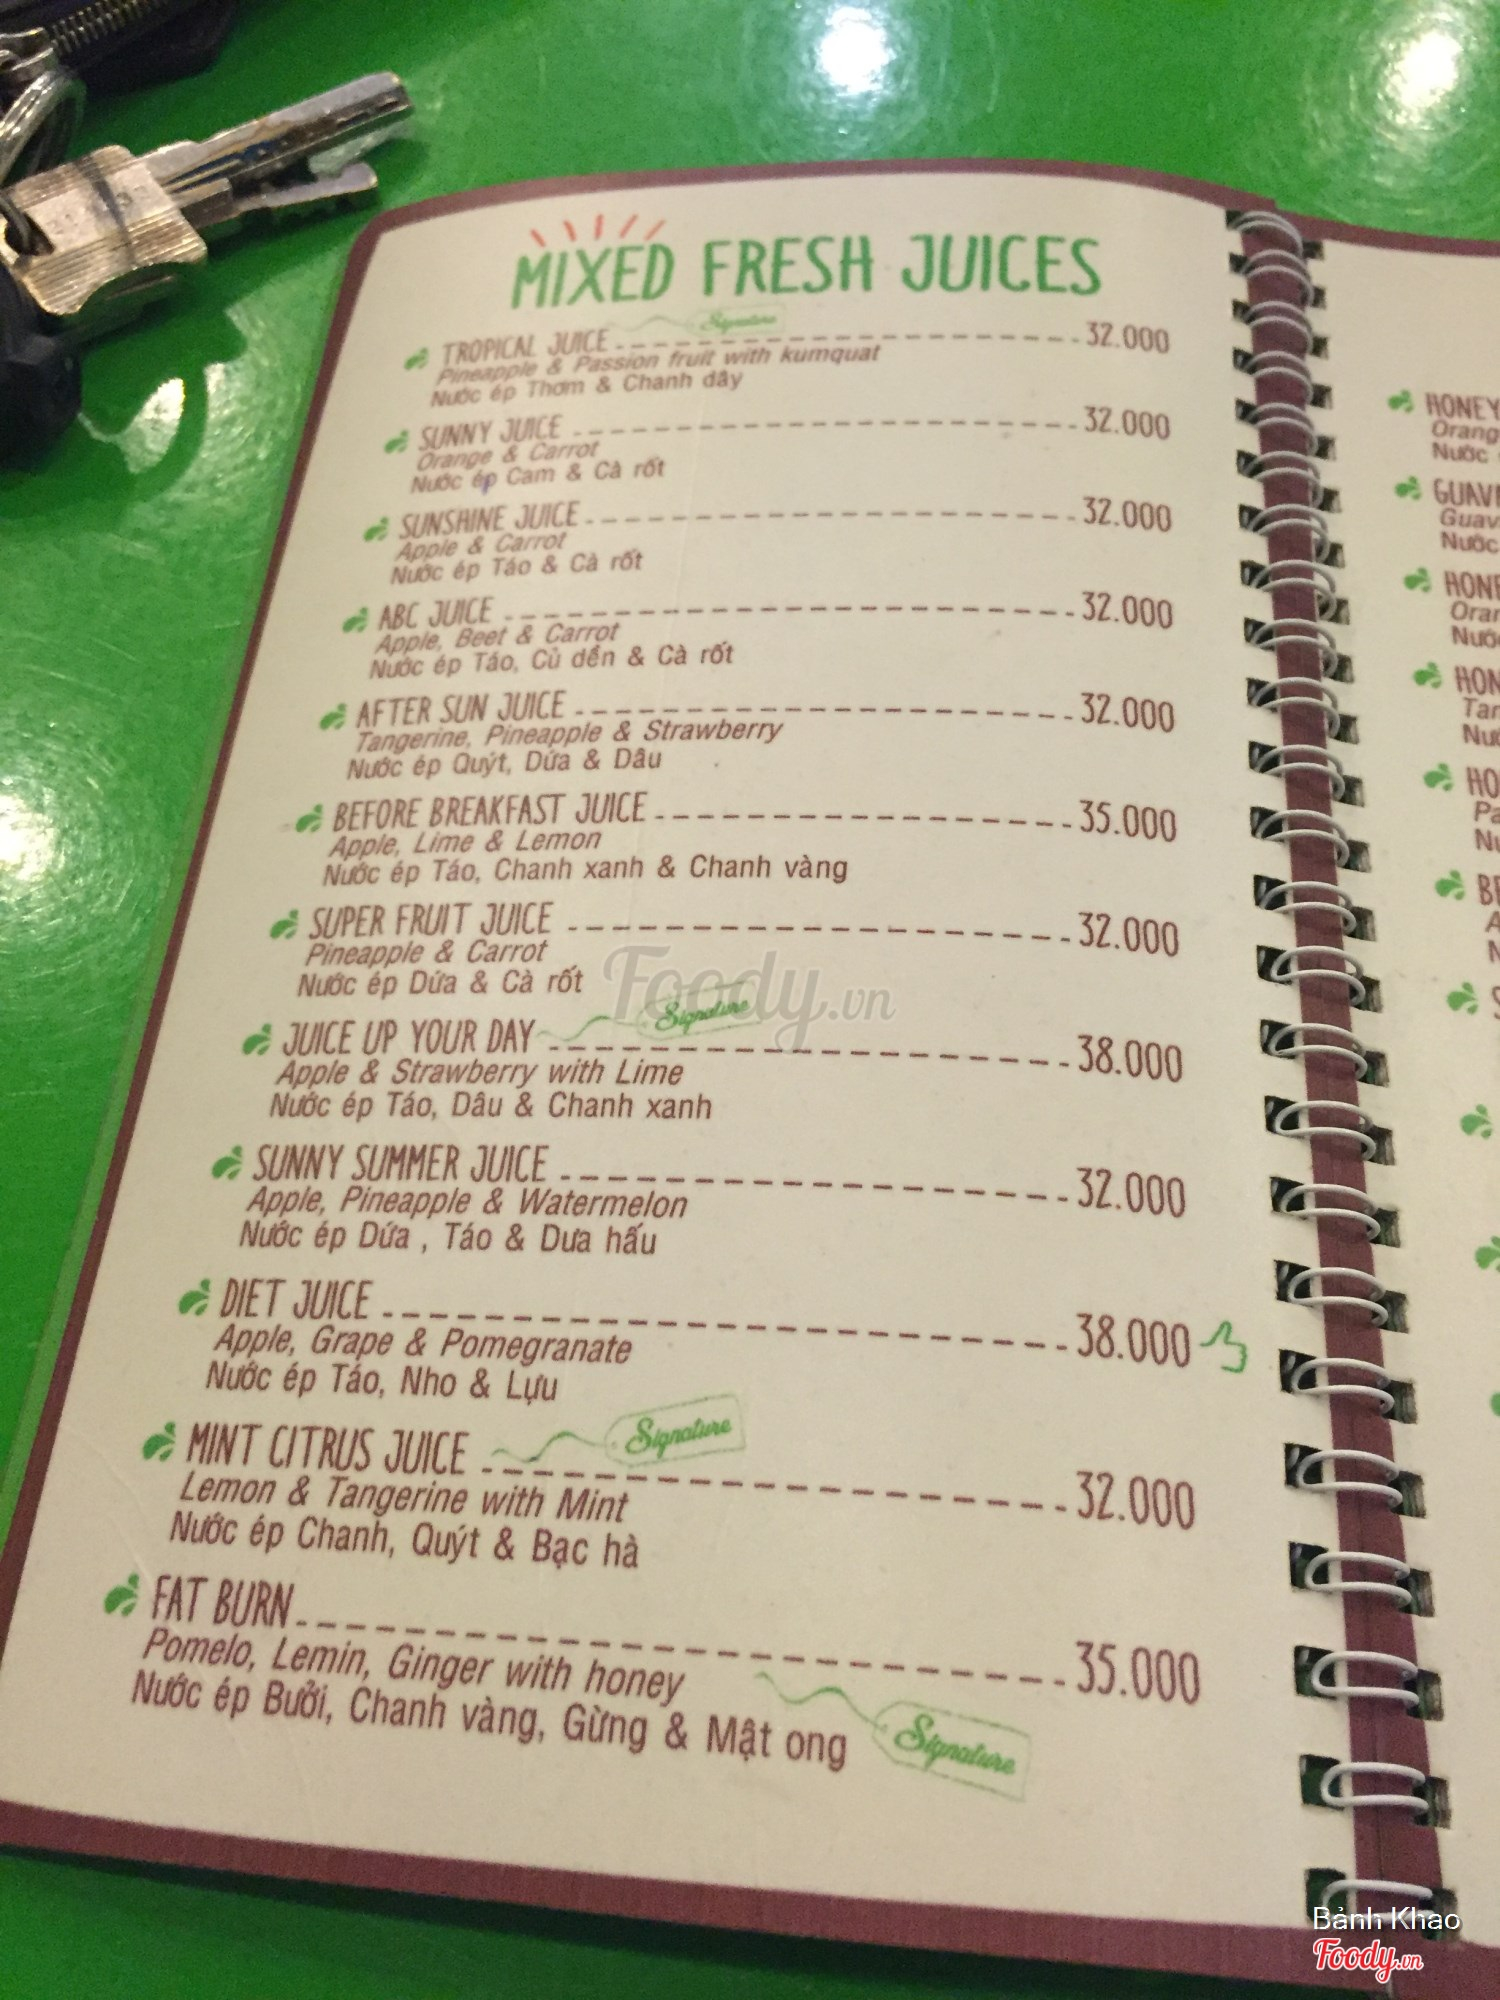 MIXED FRESH JUICES
Signature
TROPICAL JUICE 32.000
Pineapple & Passion fruit with kumquat
Nước ép Thơm & Chanh dây
SUNNY JUICE 32.000
Orange & Carrot
Nước ép Cam & Cà rốt
SUNSHINE JUICE 32.000
Apple & Carrot
Nước ép Táo & Cà rốt
ABC JUICE 32.000
Apple, Beet & Carrot
Nước ép Táo, Củ dền & Cà rốt
AFTER SUN JUICE 32.000
Tangerine, Pineapple & Strawberry
Nước ép Quýt, Dứa & Dâu
BEFORE BREAKFAST JUICE 35.000
Apple, Lime & Lemon
Nước ép Táo, Chanh xanh & Chanh vàng
SUPER FRUIT JUICE 32.000
Pineapple & Carrot
Nước ép Dứa & Cà rốt
Foody.vn
Signature
JUICE UP YOUR DAY 38.000
Apple & Strawberry with Lime
Nước ép Táo, Dâu & Chanh xanh
SUNNY SUMMER JUICE 32.000
Apple, Pineapple & Watermelon
Nước ép Dứa , Táo & Dưa hấu
DIET JUICE 38.000
Apple, Grape & Pomegranate
Nước ép Táo, Nho & Lựu
Signature
MINT CITRUS JUICE 32.000
Lemon & Tangerine with Mint
Nước ép Chanh, Quýt & Bạc hà
FAT BURN 35.000
Pomelo, Lemin, Ginger with honey
Nước ép Bưởi, Chanh vàng, Gừng & Mật ong
Signature
HONEY
Nước
Bảnh Khao
Foody.vn